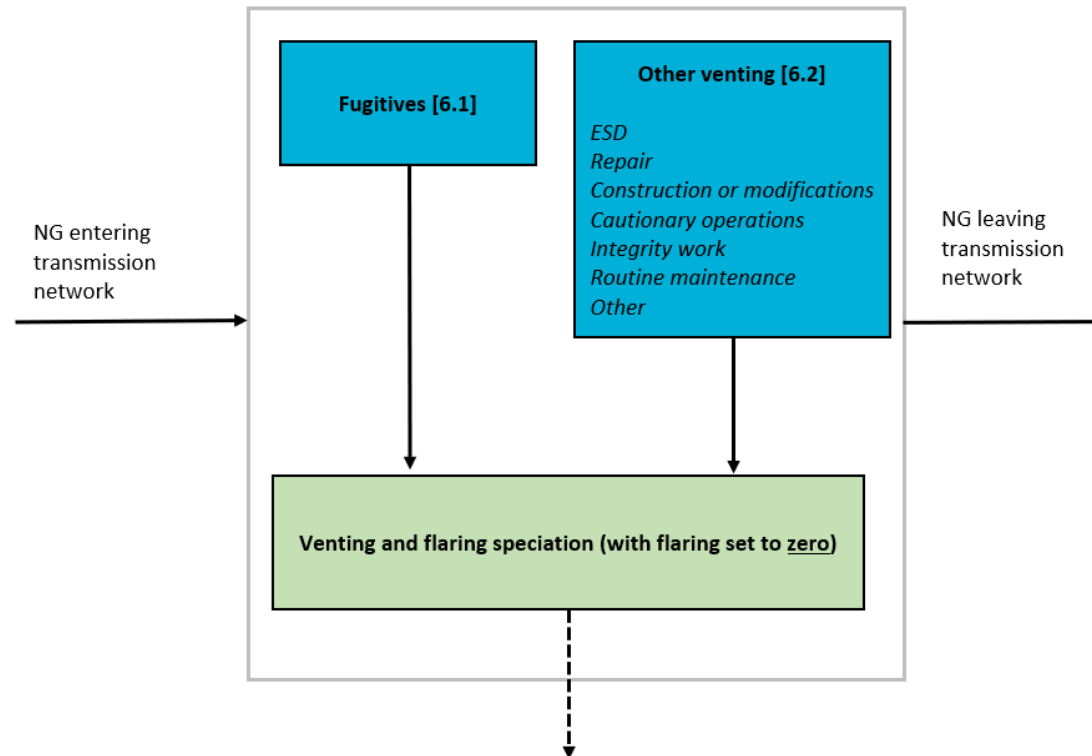 Fugitives [6.1]
Other venting [6.2]
ESD
Repair
Construction or modifications
Cautionary operations
Integrity work
Routine maintenance
Other
NG entering
transmission
network
NG leaving
transmission
network
Venting and flaring speciation (with flaring set to zero)